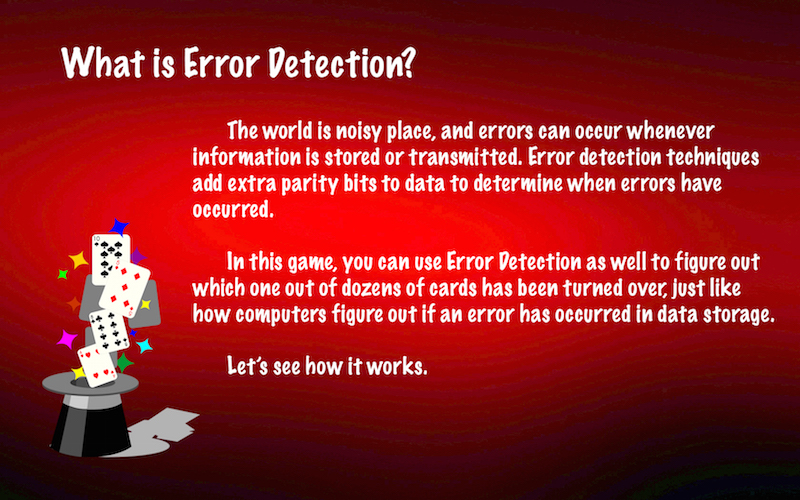 What is Error Detection?
The world is noisy place, and errors can occur whenever
information is stored or transmitted. Error detection techniques
add extra parity bits to data to determine when errors have
occurred.
In this game, you can use Error Detection as well to figure out
which one out of dozens of cards has been turned over, just like
how computers figure out if an error has occurred in data storage.
Let's see how it works.